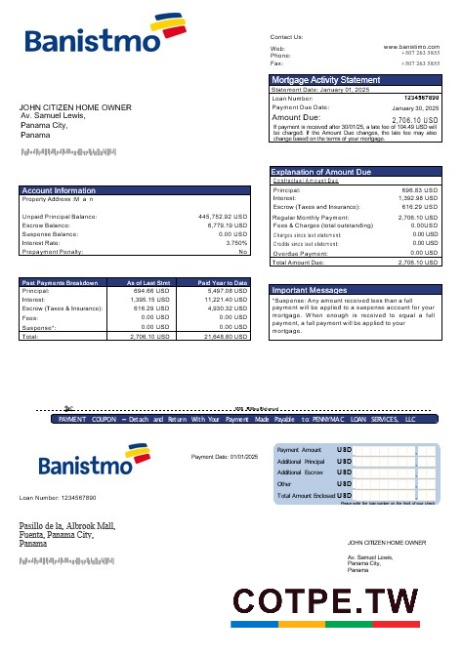 Banistmo
Contact Us:
Web: www.banistmo.com
Phone: +507 263 5855
Fax: +507 263 5855
Mortgage Activity Statement
Statement Date: January 01, 2025
Loan Number: 1234567890
Payment Due Date: January 30, 2025
Amount Due: 2,706.10 USD
If payment is received after 30/01/25, a late fee of 104.49 USD will
be charged. If the Amount Due changes, the late fee may also
change based on the terms of your mortgage.
JOHN CITIZEN HOME OWNER
Av. Samuel Lewis,
Panama City,
Panama
Account Information
Property Address: M a n
Unpaid Principal Balance: 445,752.92 USD
Escrow Balance: 6,779.19 USD
Suspense Balance: 0.00 USD
Interest Rate: 3.750%
Prepayment Penalty: No
Explanation of Amount Due
Contractual Amount Due
Principal: 696.83 USD
Interest: 1,392.98 USD
Escrow (Taxes and Insurance): 616.29 USD
Regular Monthly Payment: 2,706.10 USD
Fees & Charges (total outstanding) 0.00USD
Charges since last statement: 0.00 USD
Credits since last statement: 0.00 USD
Overdue Payment: 0.00 USD
Total Amount Due: 2,706.10 USD
Past Payments Breakdown As of Last Stmt Paid Year to Date
Principal: 694.66 USD 5,497.08 USD
Interest: 1,395.15 USD 11,221.40 USD
Escrow (Taxes & Insurance): 616.29 USD 4,930.32 USD
Fees: 0.00 USD 0.00 USD
Suspense*: 0.00 USD 0.00 USD
Total: 2,706.10 USD 21,648.80 USD
Important Messages
*Suspense: Any amount received less than a full
payment will be applied to a suspense account for your
mortgage. When enough is received to equal a full
payment, a full payment will be applied to your
mortgage.
PAYMENT COUPON – Detach and Return With Your Payment Made Payable to: PENNYMAC LOAN SERVICES, LLC
Banistmo
Payment Date: 01/01/2025
Payment Amount USD
Additional Principal USD
Additional Escrow USD
Other USD
Total Amount Enclosed USD
Loan Number: 1234567890
Pasillo de la, Albrook Mall,
Fuenta, Panama City,
Panama
JOHN CITIZEN HOME OWNER
Av. Samuel Lewis,
Panama City,
Panama
COTPE.TW